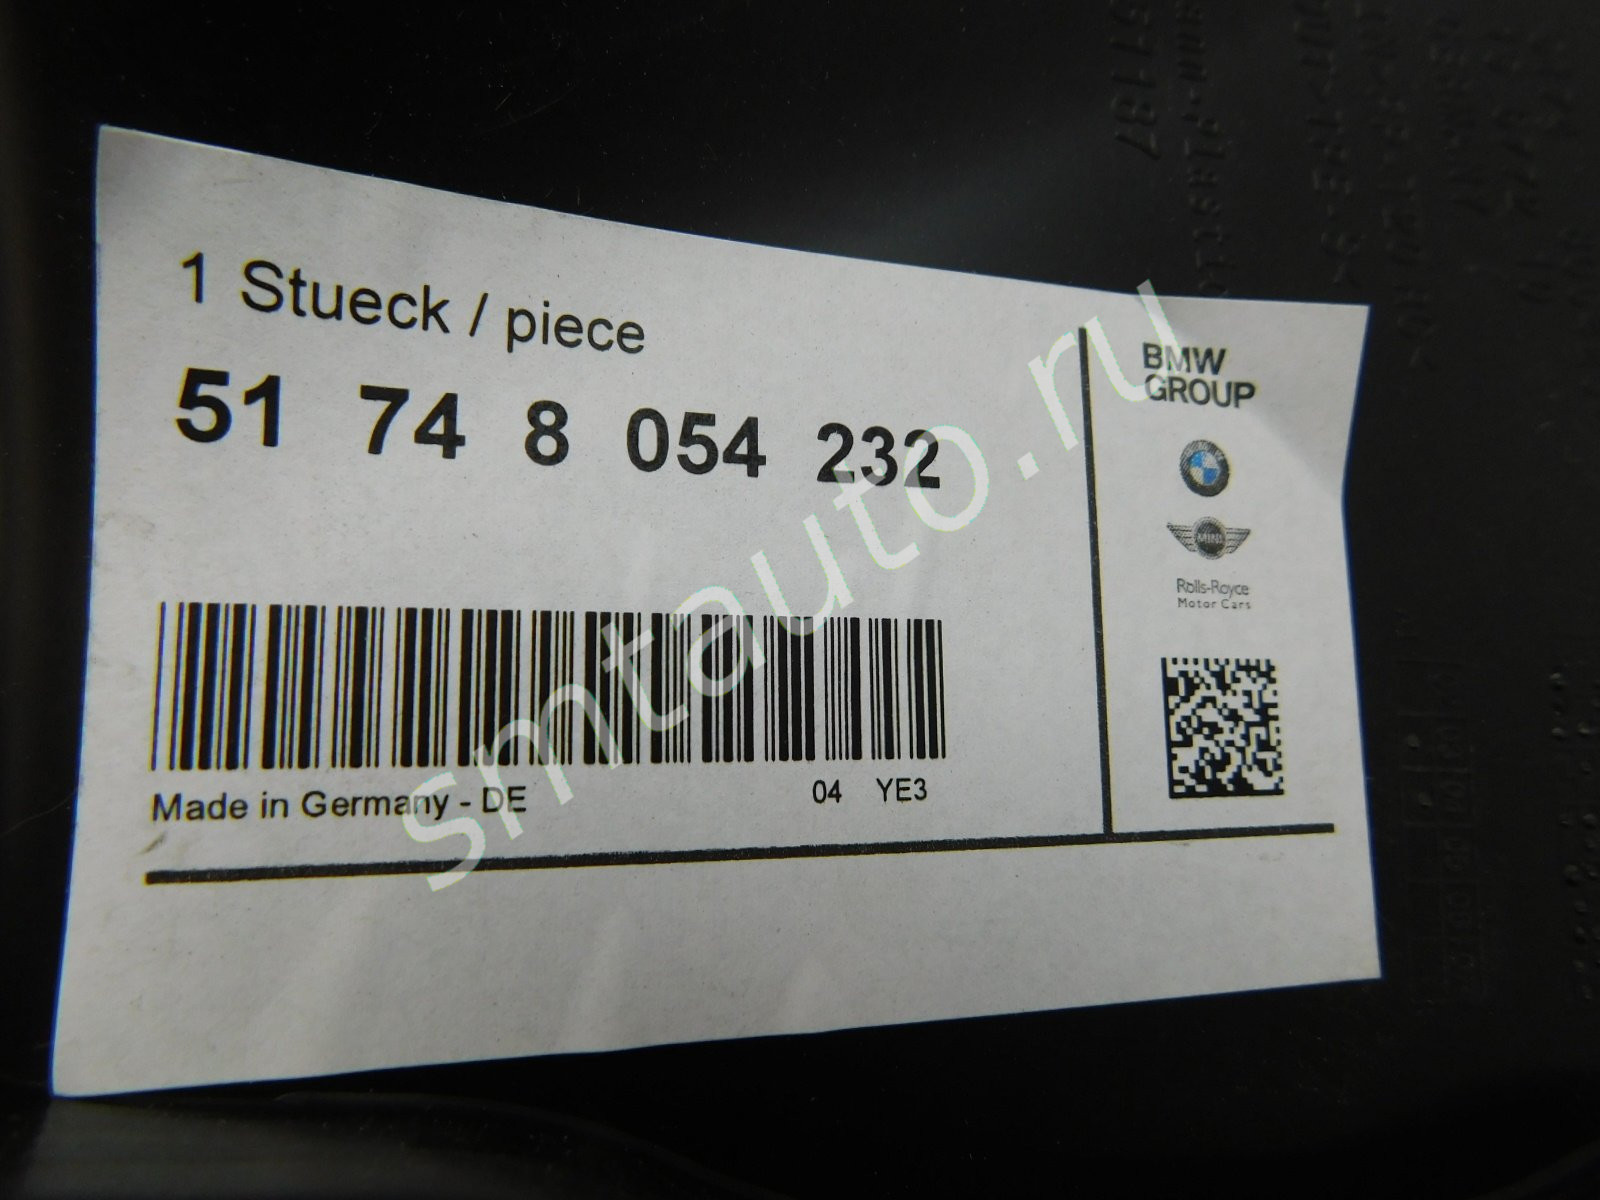 1 Stueck / piece
51 74 8 054 232
Made in Germany - DE
04 YE3
BMW
GROUP
MINI
Rolls-Royce
Motor Cars
smtauto.ru